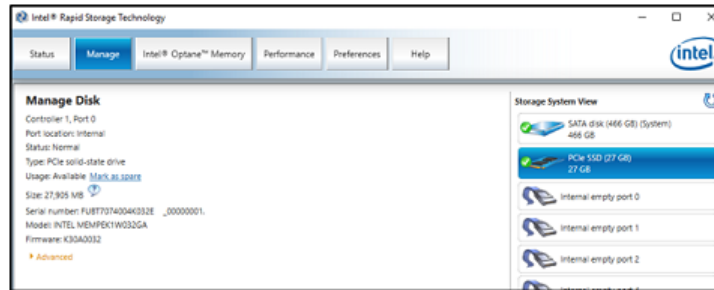 Intel® Rapid Storage Technology
Status
Manage
Intel® Optane™ Memory
Performance
Preferences
Help
intel
Manage Disk
Controller 1, Port 0
Port location: Internal
Status: Normal
Type: PCIe solid-state drive
Usage: Available Mark as spare
Size: 27,905 MB
Serial number: FUBT7074004K032E _00000001.
Model: INTEL MEMPEK1W032GA
Firmware: K30A0032
Advanced
Storage System View
SATA disk (466 GB) (System)
466 GB
PCIe SSD (27 GB)
27 GB
Internal empty port 0
Internal empty port 1
Internal empty port 2